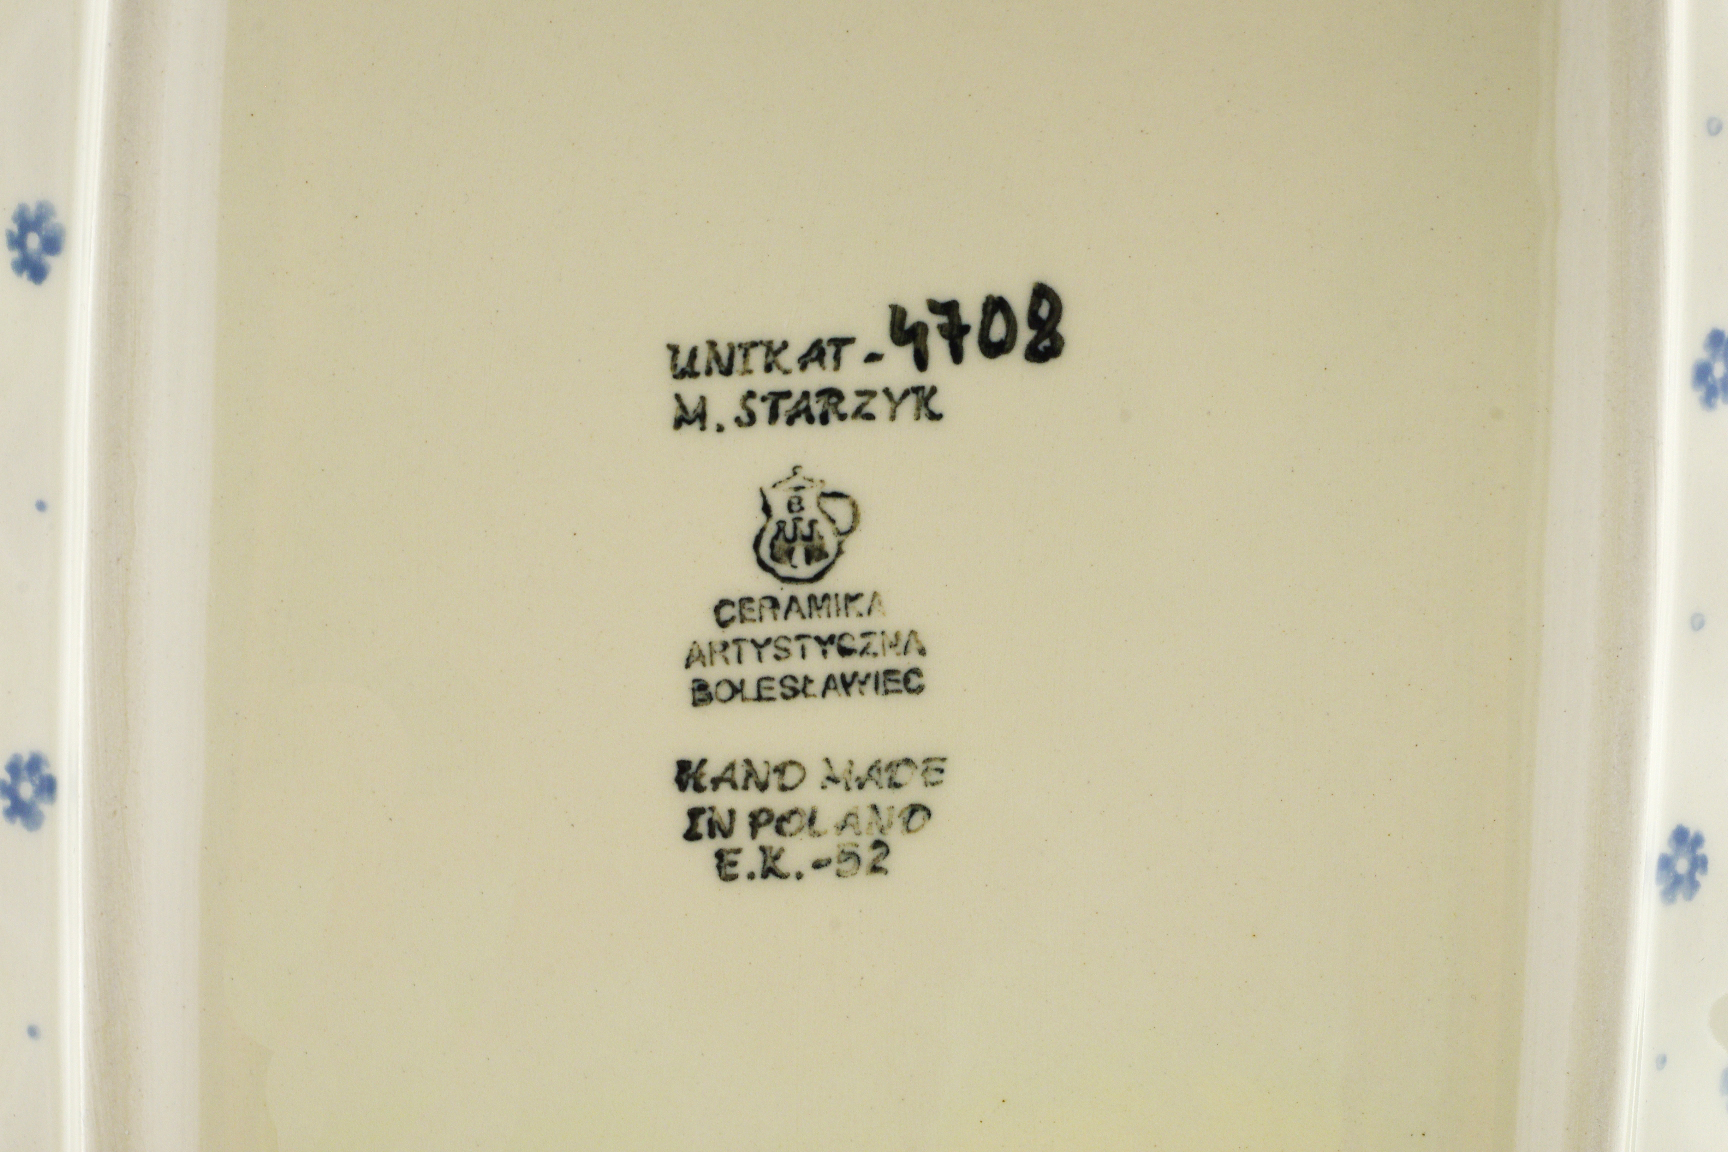 UNIKAT-4708
M. STARZYK
B
CERAMIKA
ARTYSTYCZNA
BOLESŁAWIEC
HAND MADE
IN POLAND
E.K.-52